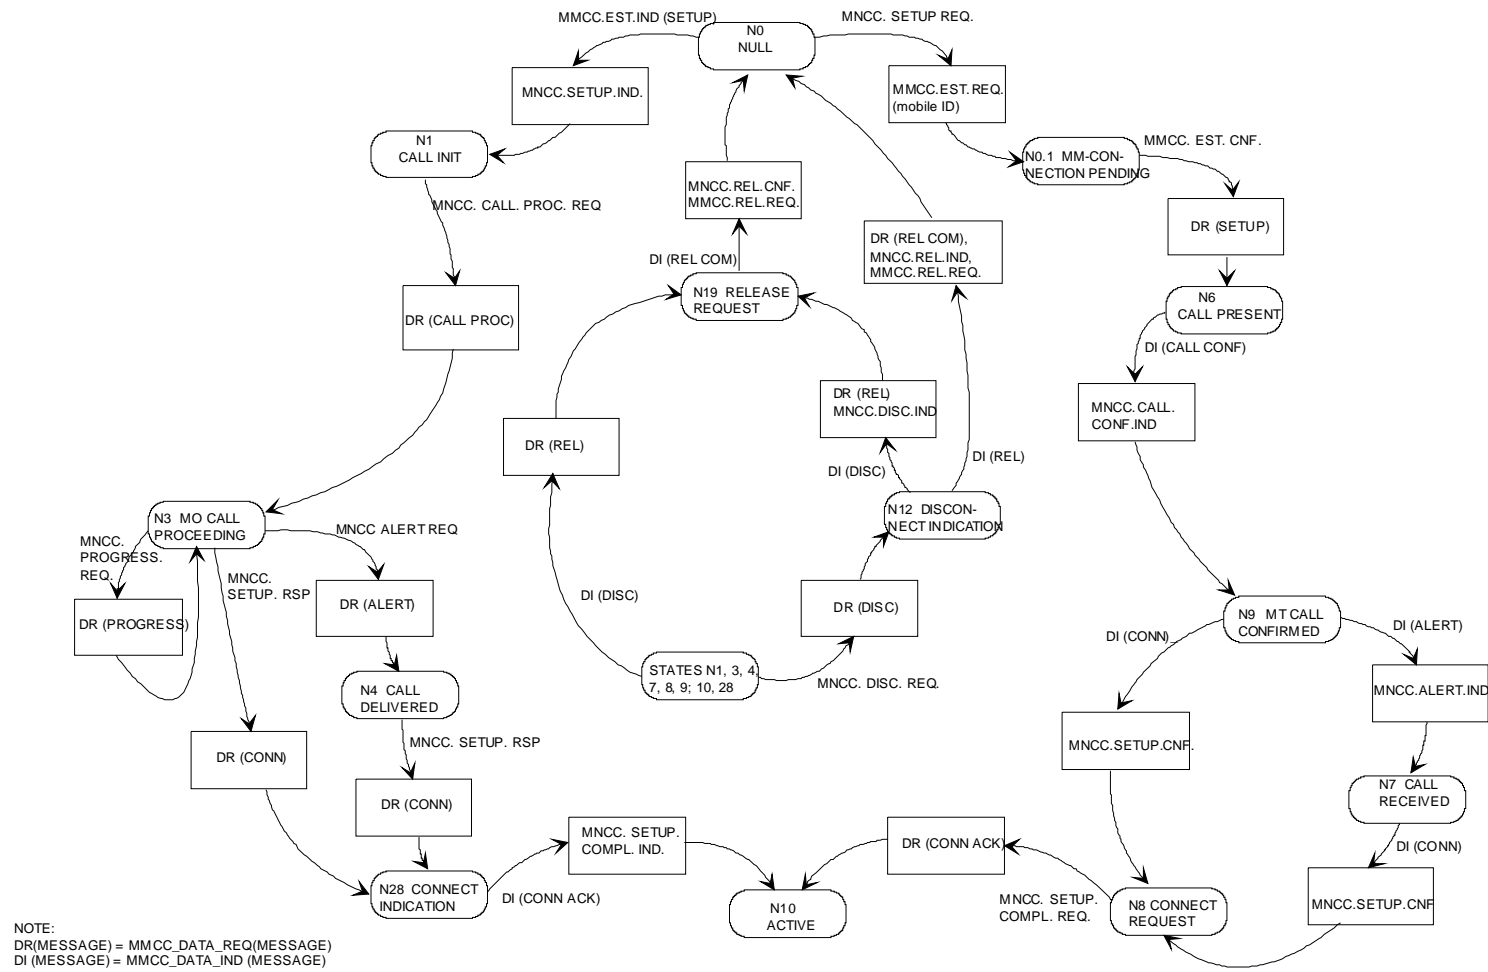 MMCC.EST.IND (SETUP)
N0
NULL
MNCC. SETUP REQ.
MNCC.SETUP.IND.
MMCC.EST.REQ.
(mobile ID)
N1
CALL INIT
N0.1 MM-CON-
NECTION PENDING
MMCC. EST. CNF.
MNCC. CALL. PROC. REQ
MNCC.REL.CNF.
MMCC.REL.REQ.
DR (SETUP)
DR (REL COM),
MNCC.REL.IND,
MMCC.REL.REQ.
DI (REL COM)
N19 RELEASE
REQUEST
N6
CALL PRESENT
DR (CALL PROC)
DI (CALL CONF)
DR (REL)
MNCC.DISC.IND
MNCC.CALL.
CONF.IND
DR (REL)
DI (DISC)
DI (REL)
N3 MO CALL
PROCEEDING
N12 DISCON-
NECT INDICATION
MNCC.
PROGRESS.
REQ.
MNCC ALERT REQ
MNCC.
SETUP. RSP
DI (DISC)
DR (PROGRESS)
DR (ALERT)
DR (DISC)
N9 MT CALL
CONFIRMED
DI (CONN)
DI (ALERT)
STATES N1, 3, 4,
7, 8, 9; 10, 28
MNCC. DISC. REQ.
N4 CALL
DELIVERED
MNCC.ALERT.IND
MNCC. SETUP. RSP
DR (CONN)
MNCC.SETUP.CNF.
N7 CALL
RECEIVED
DR (CONN)
MNCC. SETUP.
COMPL. IND.
DR (CONN ACK)
DI (CONN)
N28 CONNECT
INDICATION
DI (CONN ACK)
N10
ACTIVE
MNCC. SETUP.
COMPL. REQ.
N8 CONNECT
REQUEST
MNCC.SETUP.CNF
NOTE:
DR(MESSAGE) = MMCC_DATA_REQ(MESSAGE)
DI (MESSAGE) = MMCC_DATA_IND (MESSAGE)